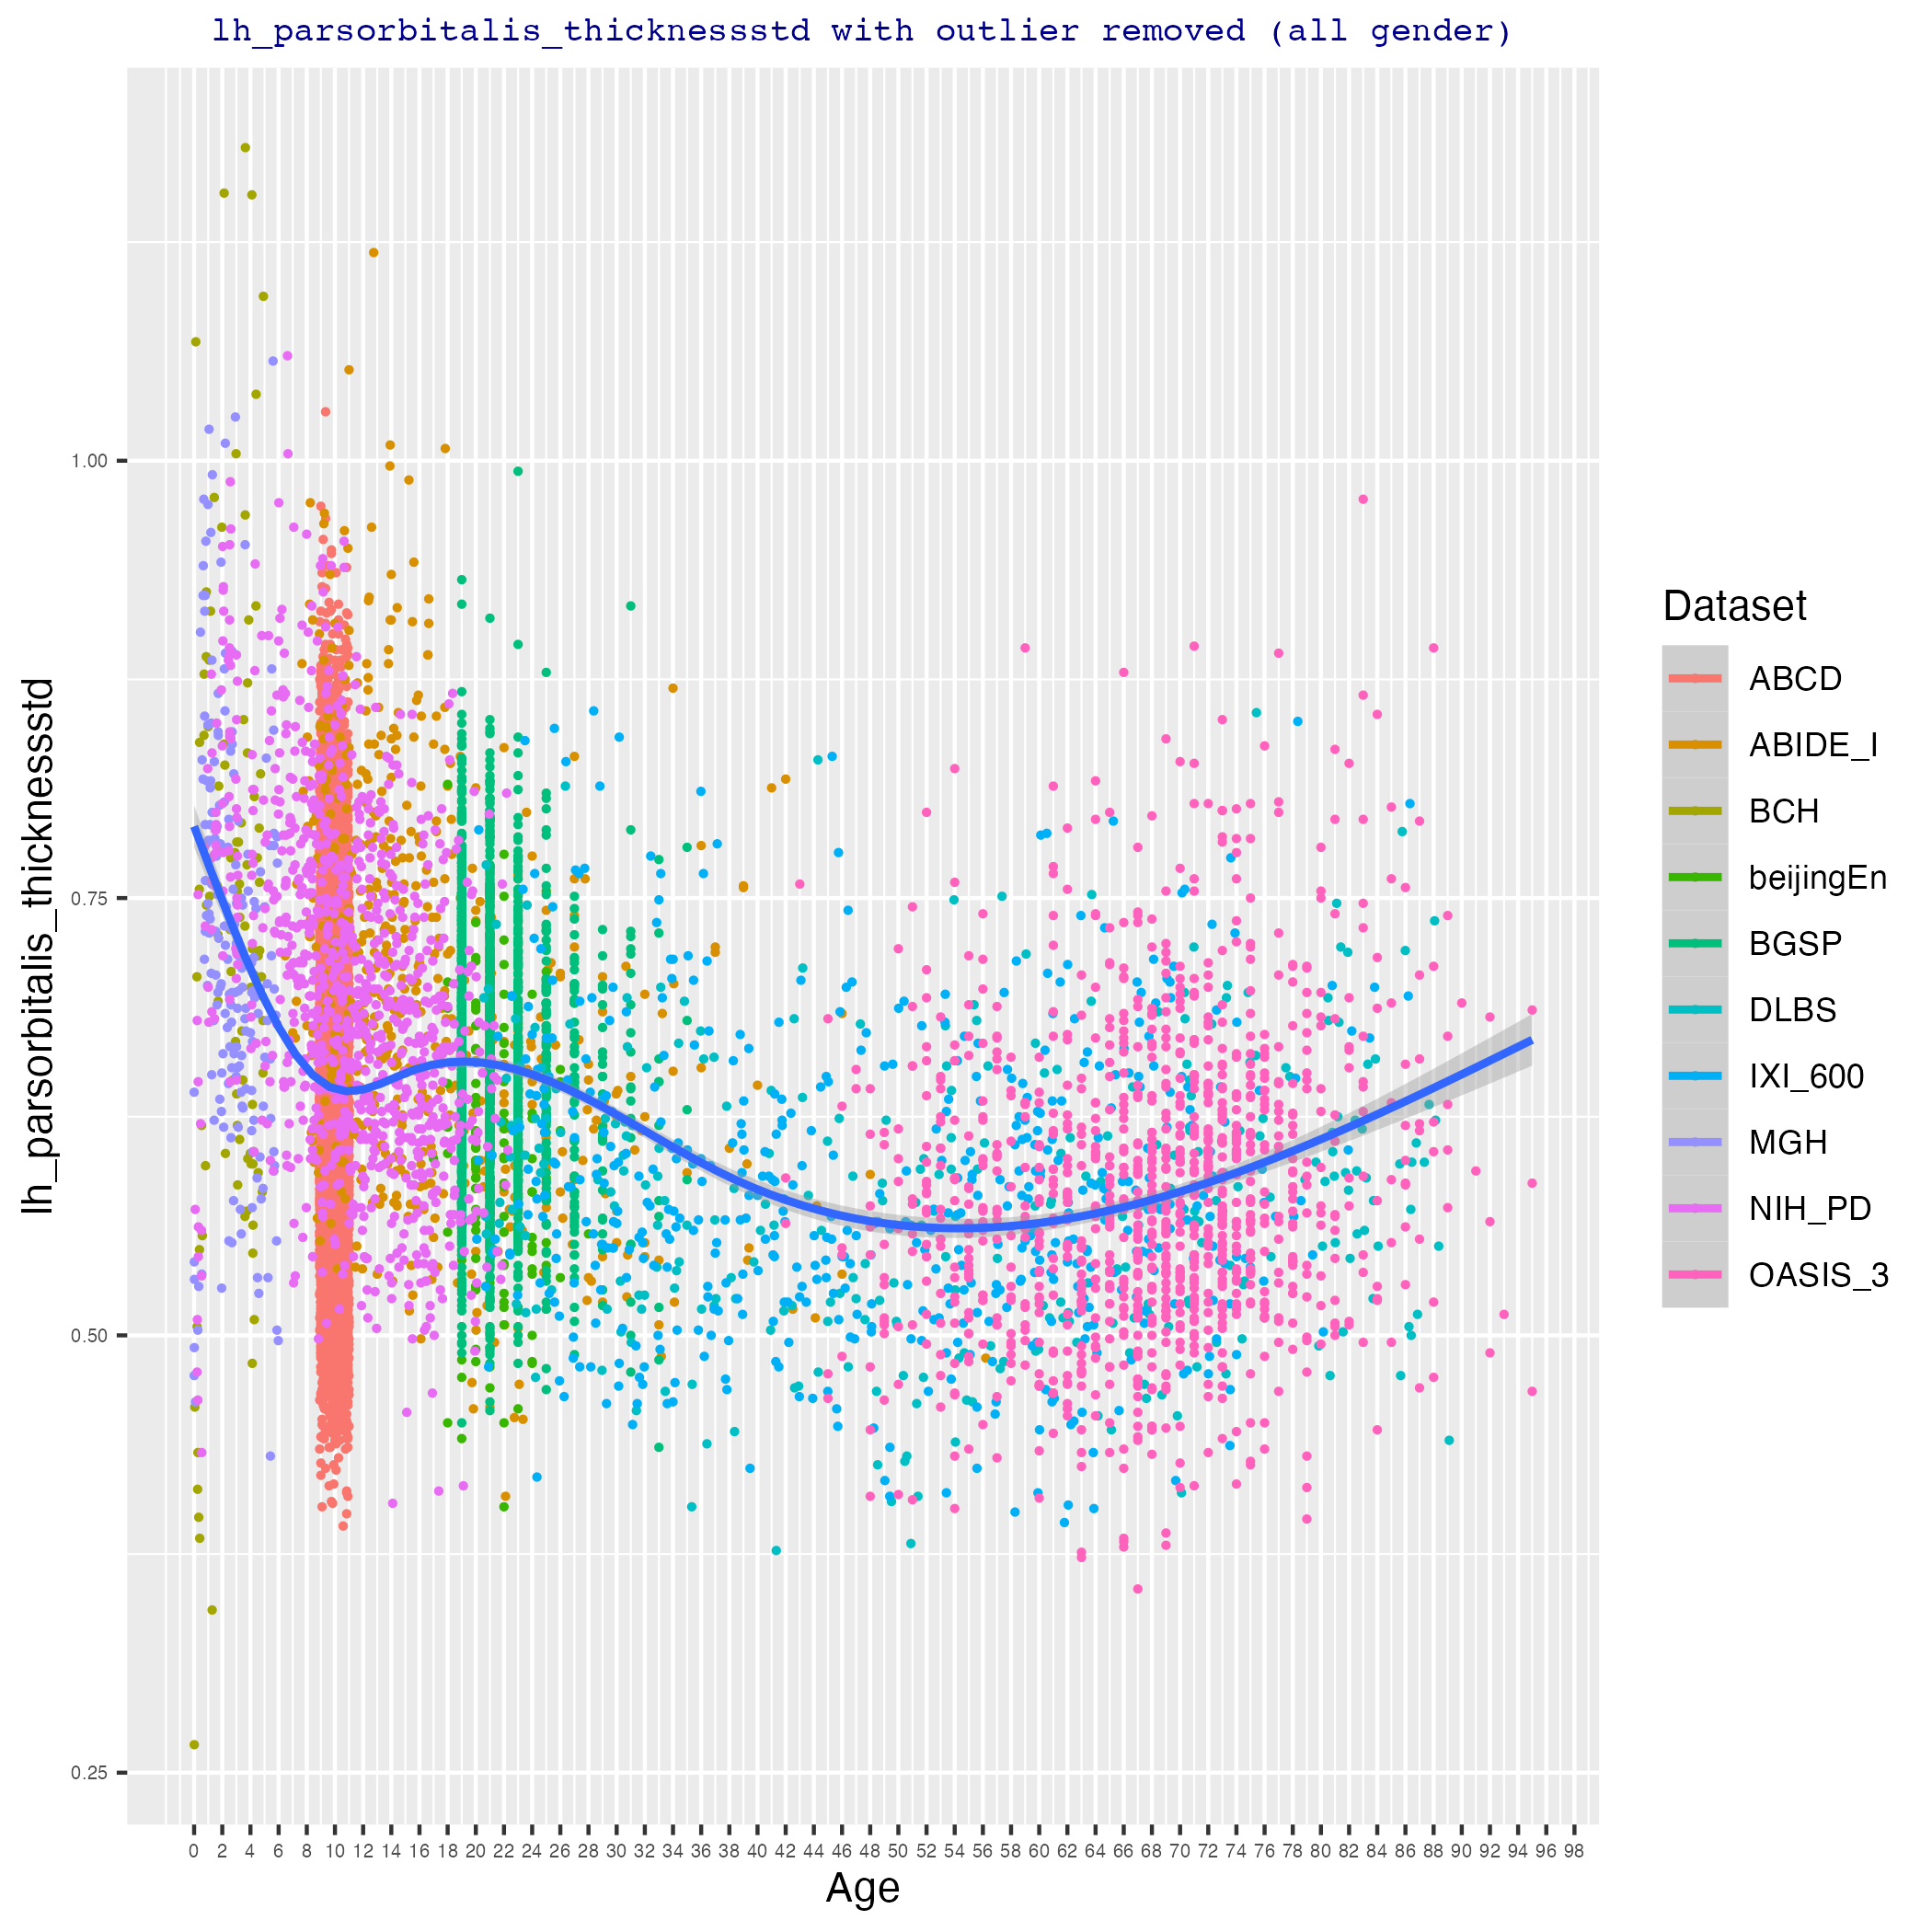 lh_parsorbitalis_thicknessstd with outlier removed (all gender)
lh_parsorbitalis_thicknessstd
1.00
0.75
0.50
0.25
0 2 4 6 8 10 12 14 16 18 20 22 24 26 28 30 32 34 36 38 40 42 44 46 48 50 52 54 56 58 60 62 64 66 68 70 72 74 76 78 80 82 84 86 88 90 92 94 96 98
Age
Dataset
ABCD
ABIDE_I
BCH
beijingEn
BGSP
DLBS
IXI_600
MGH
NIH_PD
OASIS_3